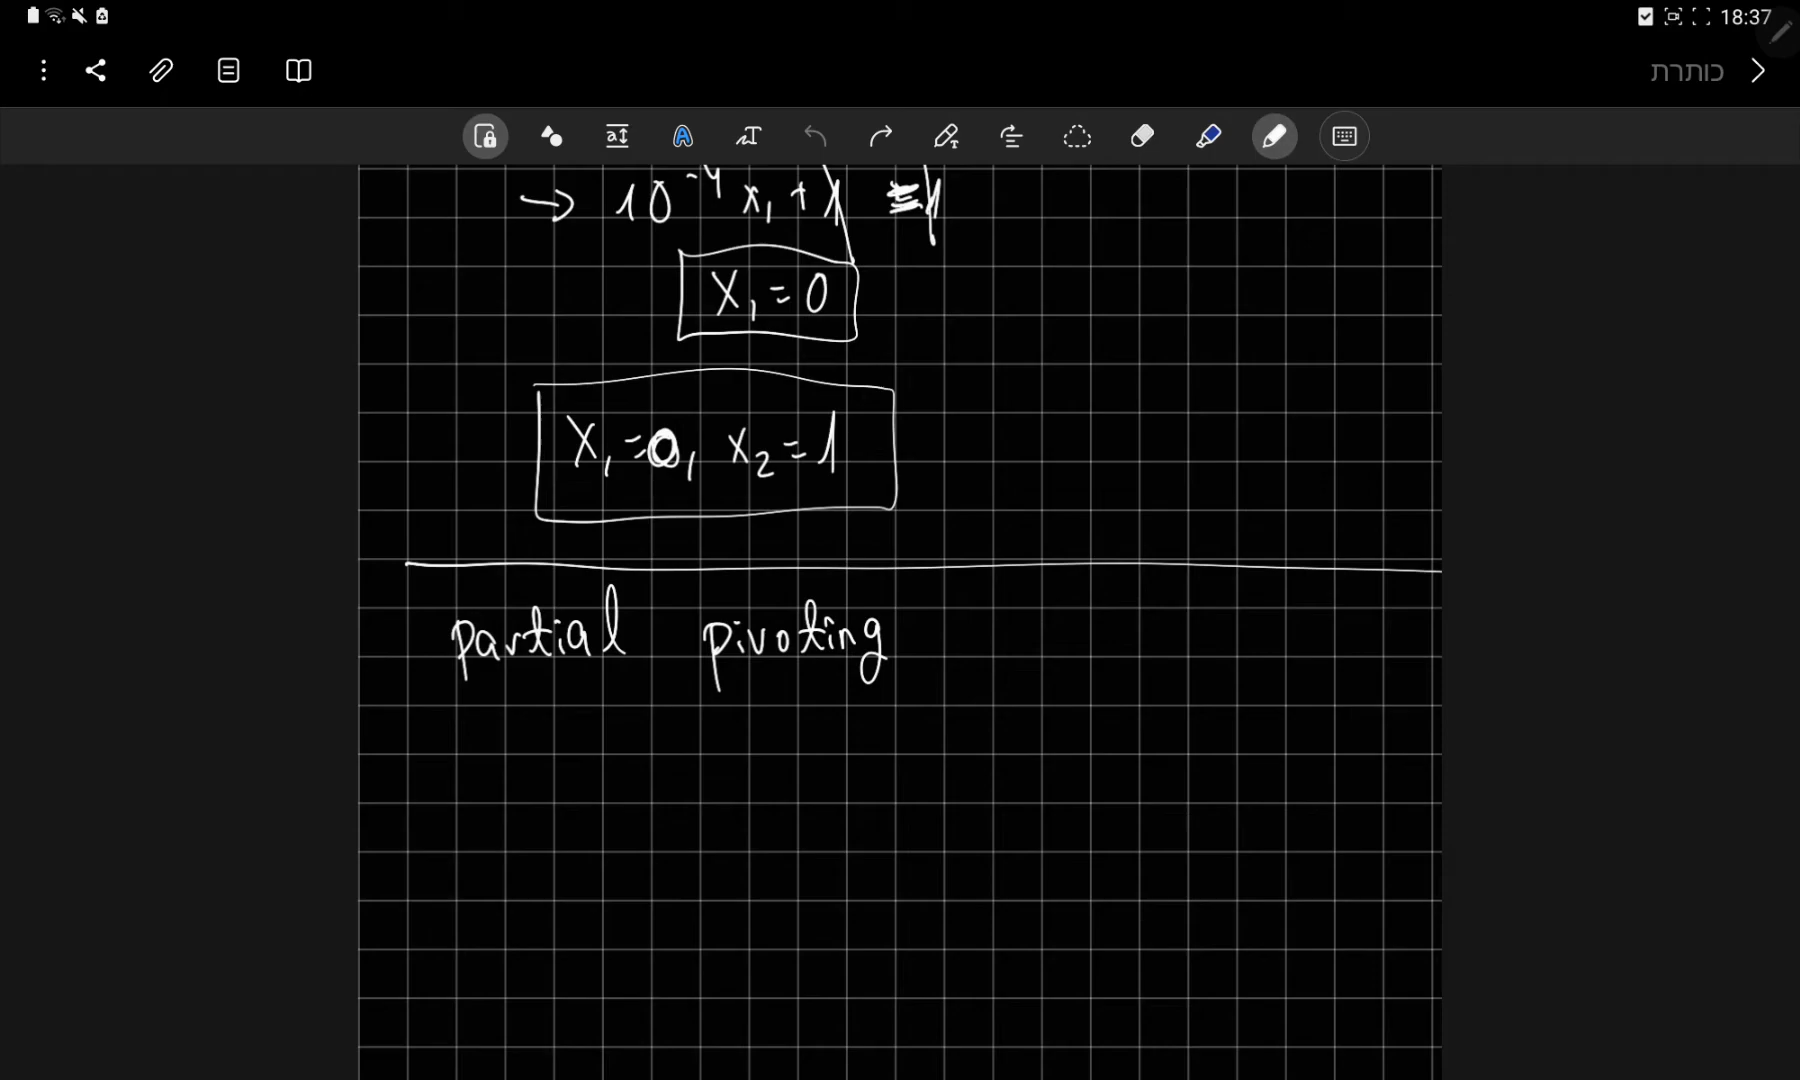 18:37
כותרת
→ 10⁻⁴ x₁ + 1 = 1
x₁ = 0
x₁ = 0, x₂ = 1
partial pivoting